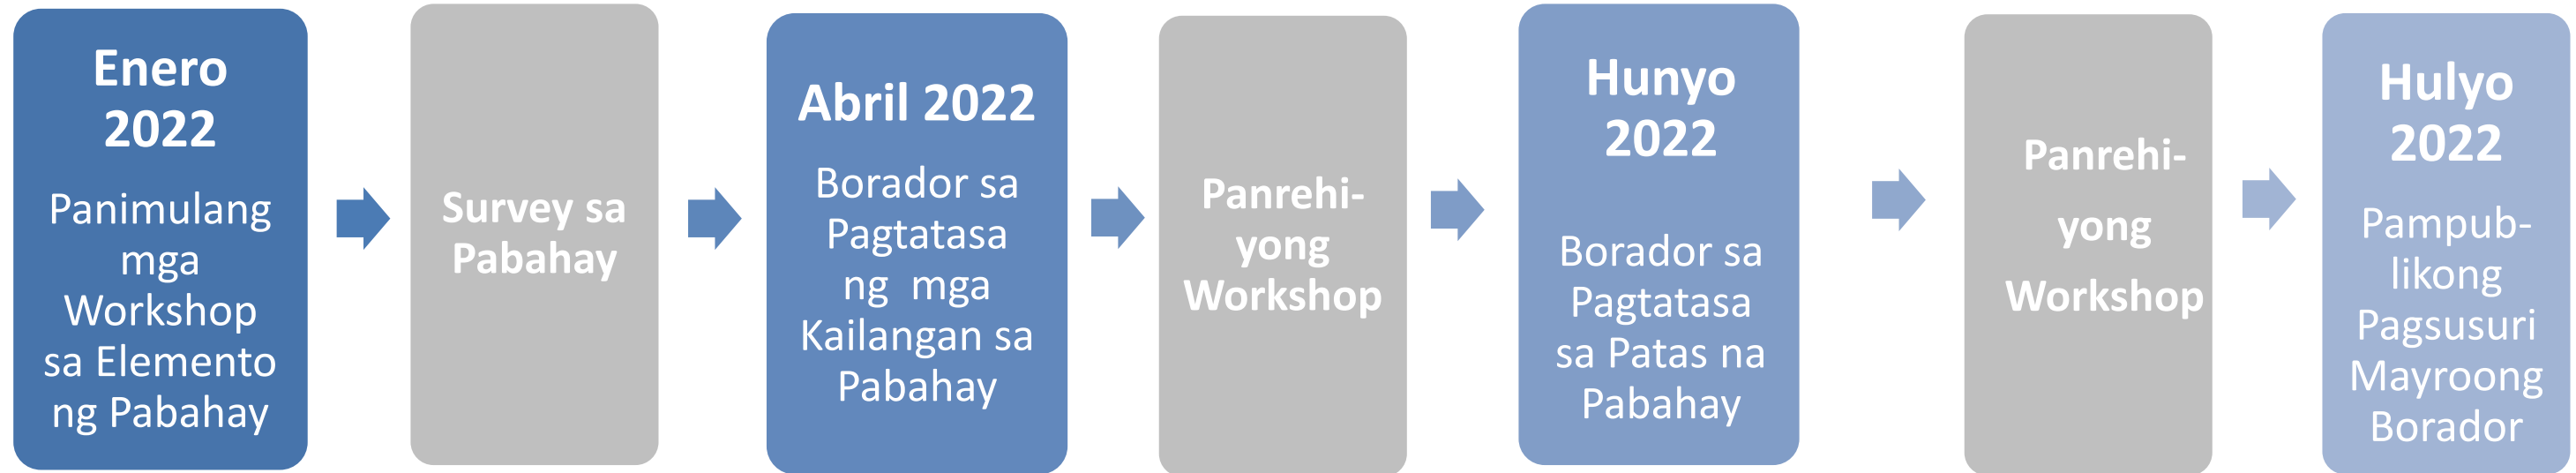 Enero
2022
Panimulang
mga
Workshop
sa Elemento
ng Pabahay
Survey sa
Pabahay
Abril 2022
Borador sa
Pagtatasa
ng mga
Kailangan sa
Pabahay
Panrehi-
yong
Workshop
Hunyo
2022
Borador sa
Pagtatasa
sa Patas na
Pabahay
Panrehi-
yong
Workshop
Hulyo
2022
Pampub-
likong
Pagsusuri
Mayroong
Borador